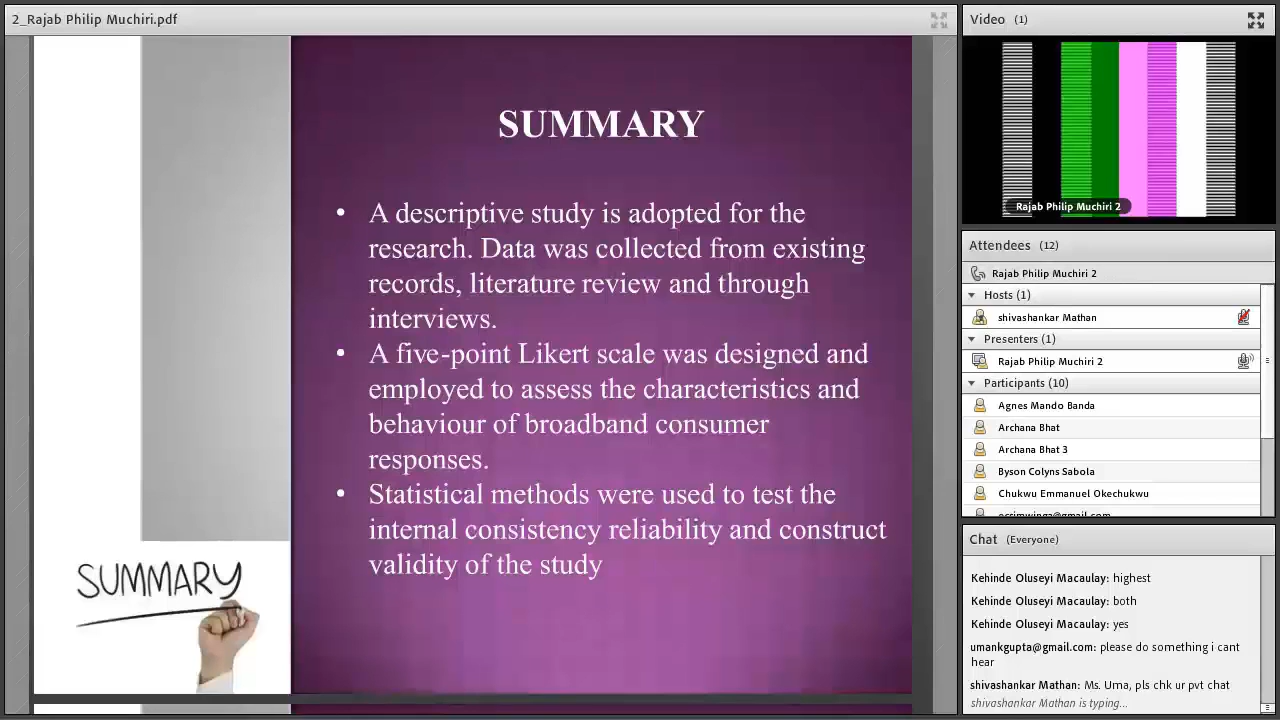 2_Rajab Philip Muchiri.pdf
SUMMARY
• A descriptive study is adopted for the
research. Data was collected from existing
records, literature review and through
interviews.
• A five-point Likert scale was designed and
employed to assess the characteristics and
behaviour of broadband consumer
responses.
• Statistical methods were used to test the
internal consistency reliability and construct
validity of the study
SUMMARY
Video (1)
Rajab Philip Muchiri 2
Attendees (12)
Rajab Philip Muchiri 2
Hosts (1)
shivashankar Mathan
Presenters (1)
Rajab Philip Muchiri 2
Participants (10)
Agnes Mando Banda
Archana Bhat
Archana Bhat 3
Byson Colyns Sabola
Chukwu Emmanuel Okechukwu
Chat (Everyone)
Kehinde Oluseyi Macaulay: highest
Kehinde Oluseyi Macaulay: both
Kehinde Oluseyi Macaulay: yes
umankgupta@gmail.com: please do something i cant
hear
shivashankar Mathan: Ms. Uma, pls chk ur pvt chat
shivashankar Mathan is typing...